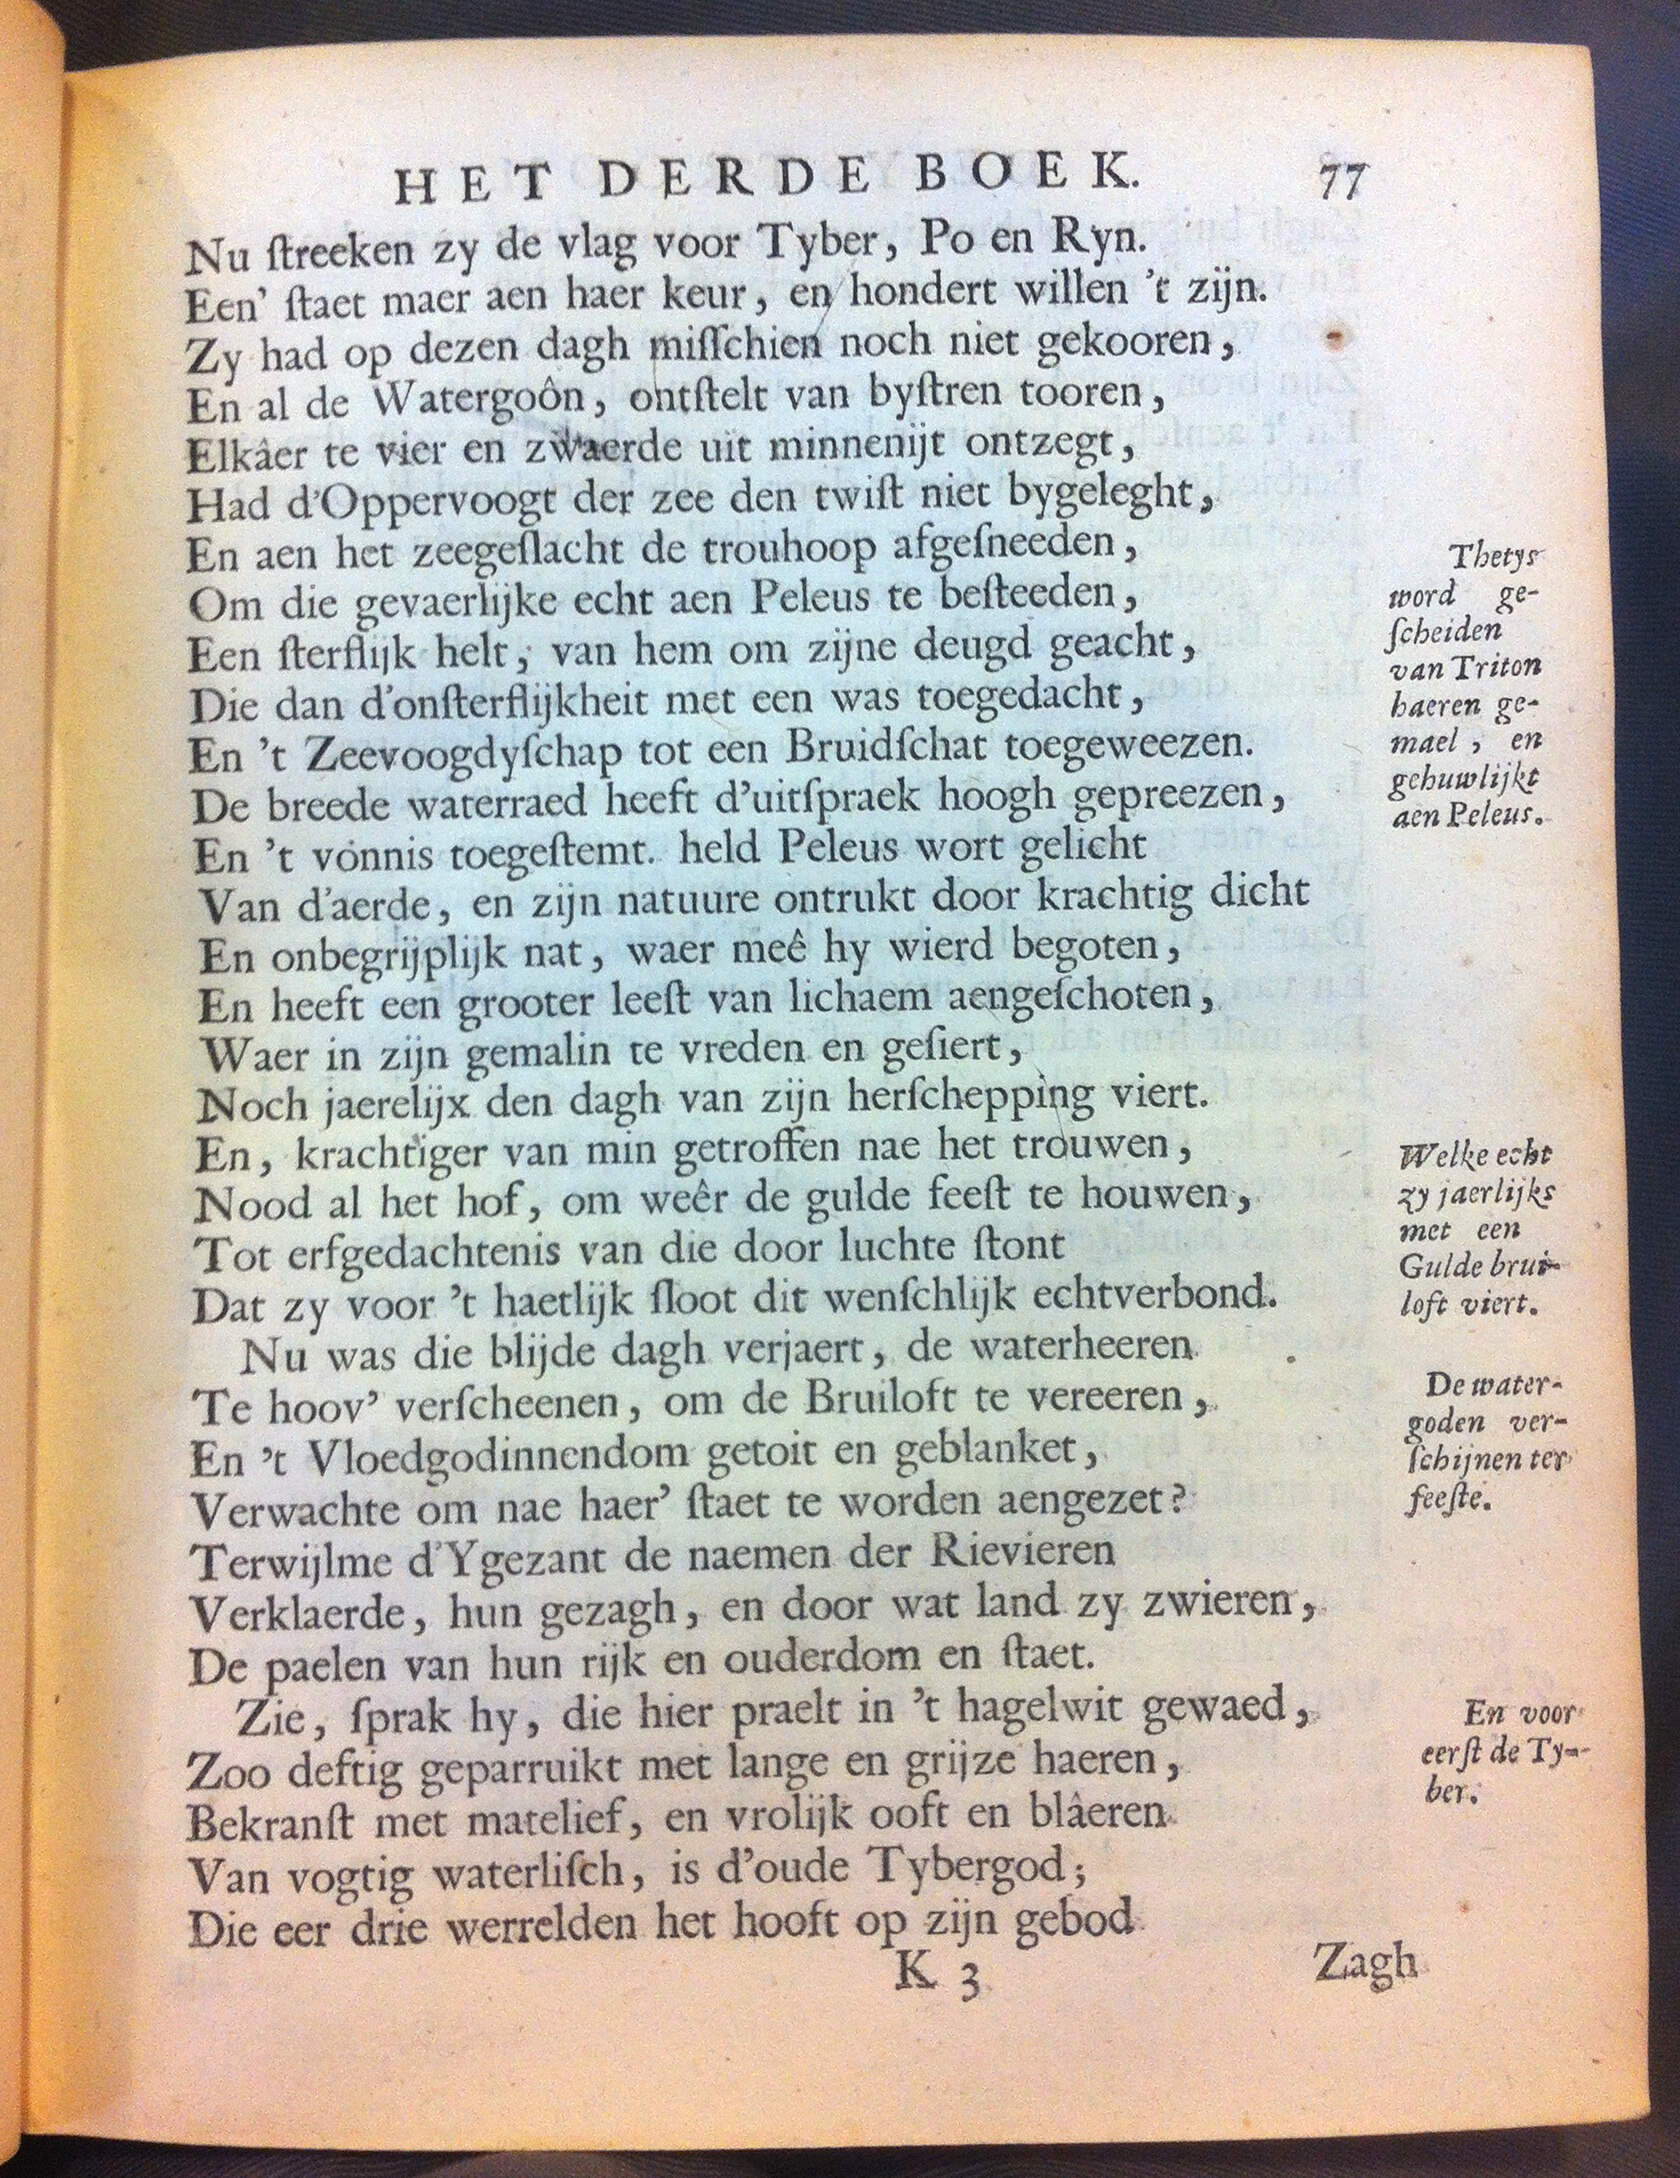 HET DERDE BOEK. 77
Nu ſtreeken zy de vlag voor Tyber, Po en Ryn.
Een' ſtaet maer aen haer keur, en hondert willen 't zijn.
Zy had op dezen dagh miſſchien noch niet gekooren,
En al de Watergoôn, ontſtelt van byſtren tooren,
Elkâer te vier en zwaerde uit minnenijt ontzegt,
Had d'Oppervoogt der zee den twiſt niet bygeleght,
En aen het zeegeſlacht de trouhoop afgeſneeden,
Om die gevaerlijke echt aen Peleus te beſteeden,
Een ſterflijk helt, van hem om zijne deugd geacht,
Die dan d'onſterflijkheit met een was toegedacht,
En 't Zeevoogdyſchap tot een Bruidſchat toegeweezen.
De breede waterraed heeft d'uitſpraek hoogh gepreezen,
En 't vonnis toegeſtemt. held Peleus wort gelicht
Van d'aerde, en zijn natuure ontrukt door krachtig dicht
En onbegrijplijk nat, waer meê hy wierd begoten,
En heeft een grooter leeſt van lichaem aengeſchoten,
Waer in zijn gemalin te vreden en geſiert,
Noch jaerelijx den dagh van zijn herſchepping viert.
En, krachtiger van min getroffen nae het trouwen,
Nood al het hof, om weêr de gulde feeſt te houwen,
Tot erfgedachtenis van die door luchte ſtont
Dat zy voor 't haetlijk ſloot dit wenſchlijk echtverbond.
Nu was die blijde dagh verjaert, de waterheeren
Te hoov' verſcheenen, om de Bruiloft te vereeren,
En 't Vloedgodinnendom getoit en geblanket,
Verwachte om nae haer' ſtaet te worden aengezet?
Terwijlme d'Ygezant de naemen der Rievieren
Verklaerde, hun gezagh, en door wat land zy zwieren,
De paelen van hun rijk en ouderdom en ſtaet.
Zie, ſprak hy, die hier praelt in 't hagelwit gewaed,
Zoo deftig geparruikt met lange en grijze haeren,
Bekranſt met matelief, en vrolijk ooft en blâeren
Van vogtig waterliſch, is d'oude Tybergod;
Die eer drie werrelden het hooft op zijn gebod
K 3 Zagh
Thetys
word ge-
ſcheiden
van Triton
haeren ge-
mael, en
gehuwlijkt
aen Peleus.
Welke echt
zy jaerlijks
met een
Gulde brui-
loft viert.
De water-
goden ver-
ſchijnen ter
feeſte.
En voor
eerſt de Ty-
ber.